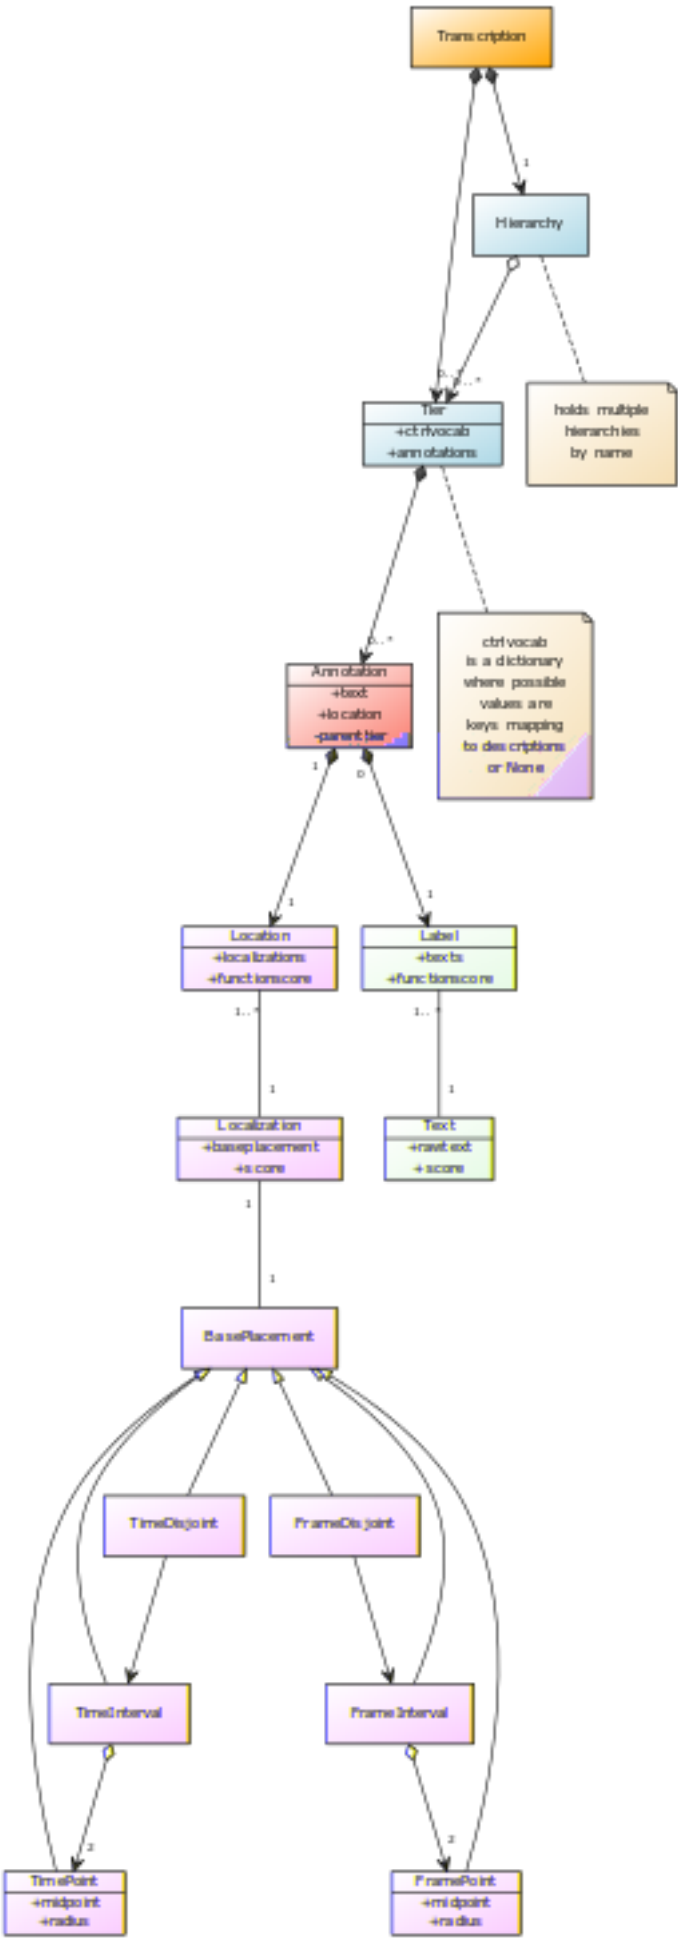 Transcription
1
Hierarchy
0..*
holds multiple
hierarchies
by name
Tier
+ctrlvocab
+annotations
0..*
ctrlvocab
is a dictionary
where possible
values are
keys mapping
to descriptions
or None
Annotation
+text
+location
-parent tier
1
0
1
1
Location
+localizations
+functionscore
Label
+texts
+functionscore
1..*
1..*
1
1
Localization
+baseplacement
+score
Text
+rawtext
+score
1
1
BasePlacement
TimeDisjoint
FrameDisjoint
TimeInterval
FrameInterval
2
2
TimePoint
+midpoint
+radius
FramePoint
+midpoint
+radius